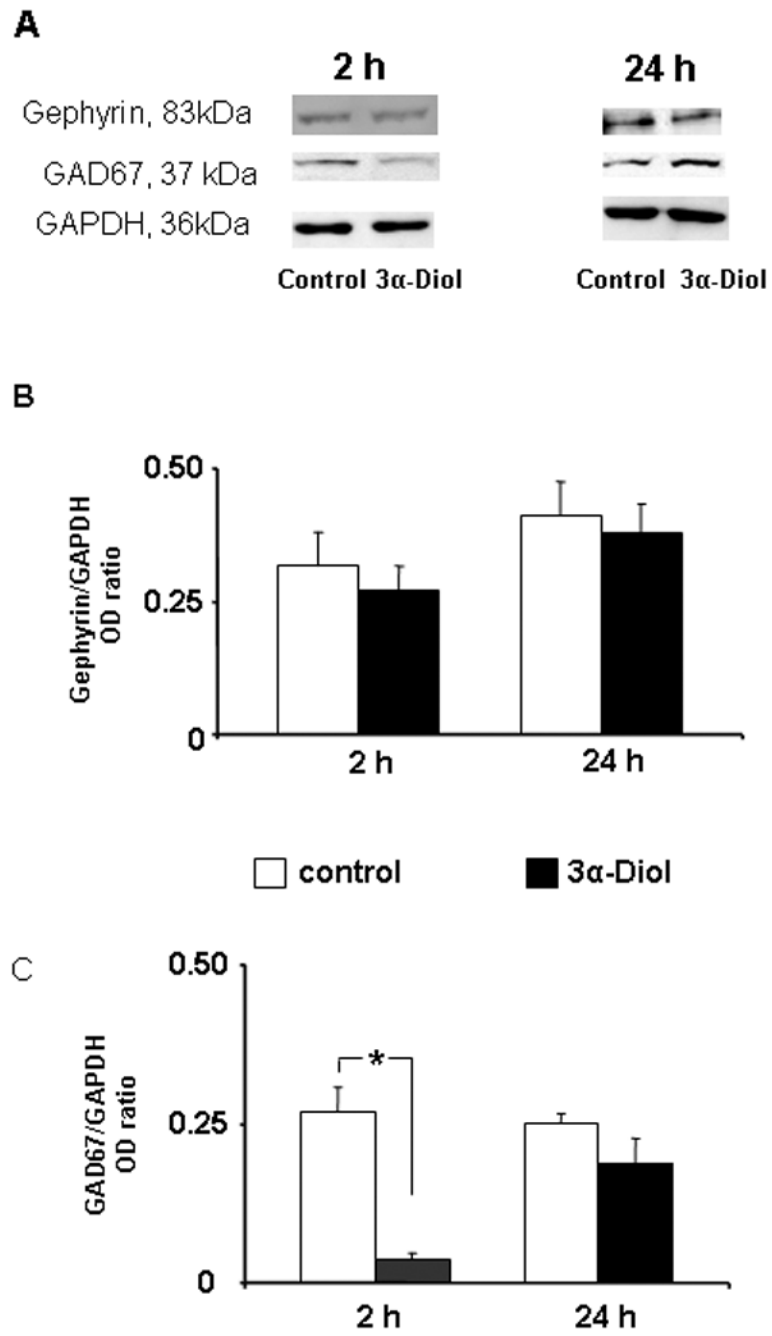 A
2 h 24 h
Gephyrin, 83kDa
GAD67, 37 kDa
GAPDH, 36kDa
Control 3α-Diol Control 3α-Diol
B
Gephyrin/GAPDH
OD ratio
0.50
0.25
0
2 h 24 h
control 3α-Diol
C
GAD67/GAPDH
OD ratio
0.50
0.25
0
*
2 h 24 h